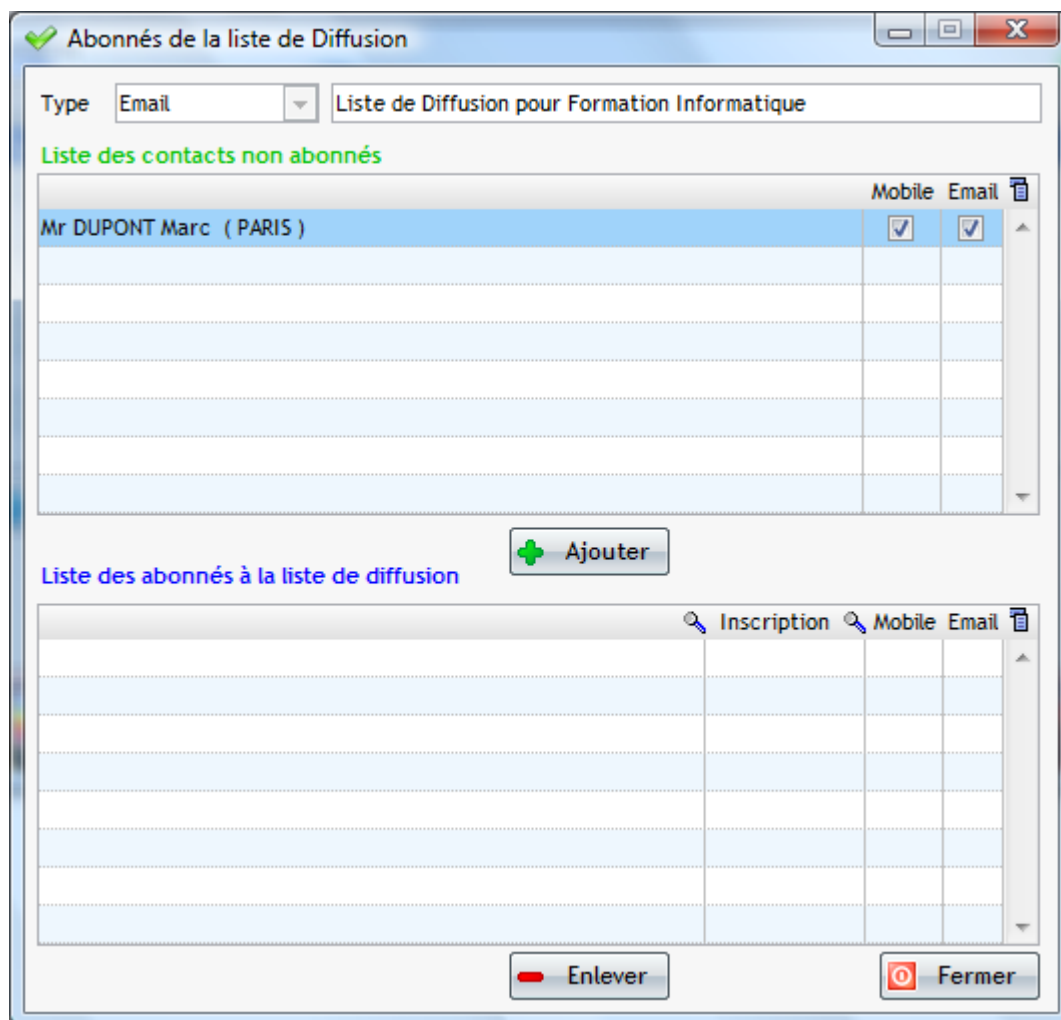 Abonnés de la liste de Diffusion
Type Email Liste de Diffusion pour Formation Informatique
Liste des contacts non abonnés
Mobile Email
Mr DUPONT Marc ( PARIS )
Ajouter
Liste des abonnés à la liste de diffusion
Inscription Mobile Email
Enlever Fermer